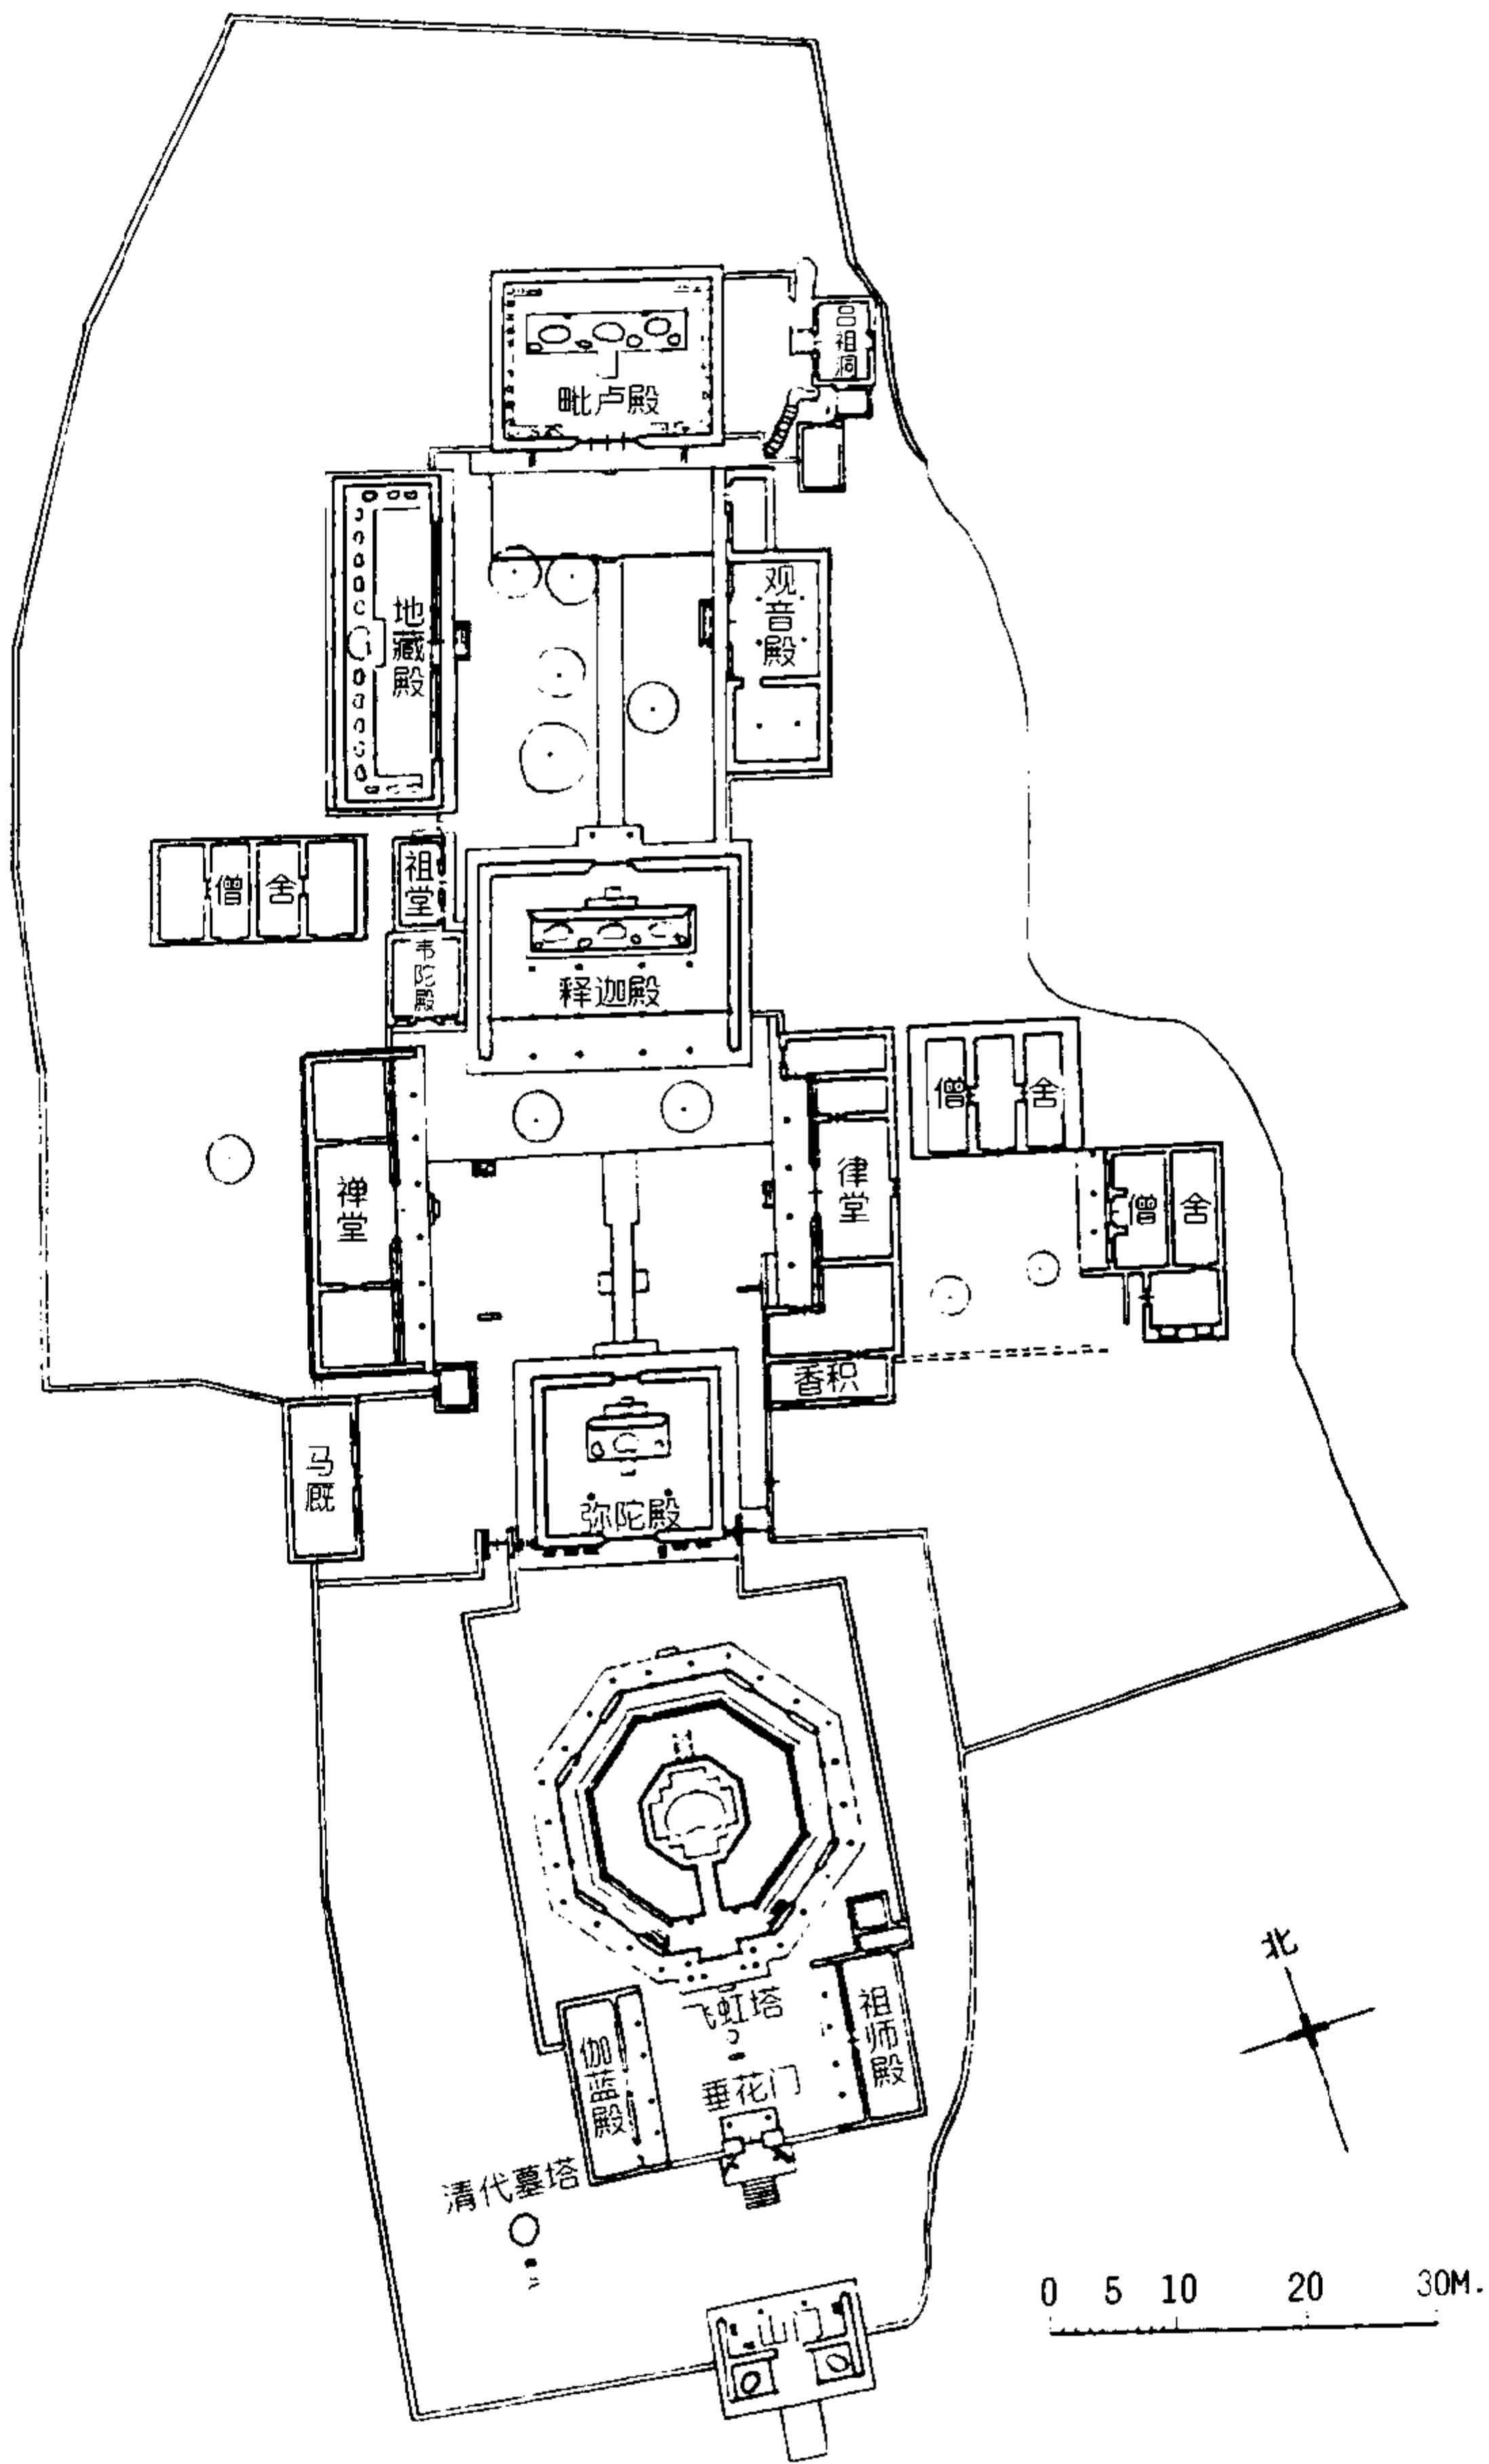 吕祖洞
毗卢殿
观音殿
地藏殿
祖堂
僧舍
韦陀殿
释迦殿
僧舍
僧舍
禅堂
律堂
香积
马厩
弥陀殿
飞虹塔
祖师殿
伽蓝殿
垂花门
清代墓塔
北
0 5 10 20 30M.